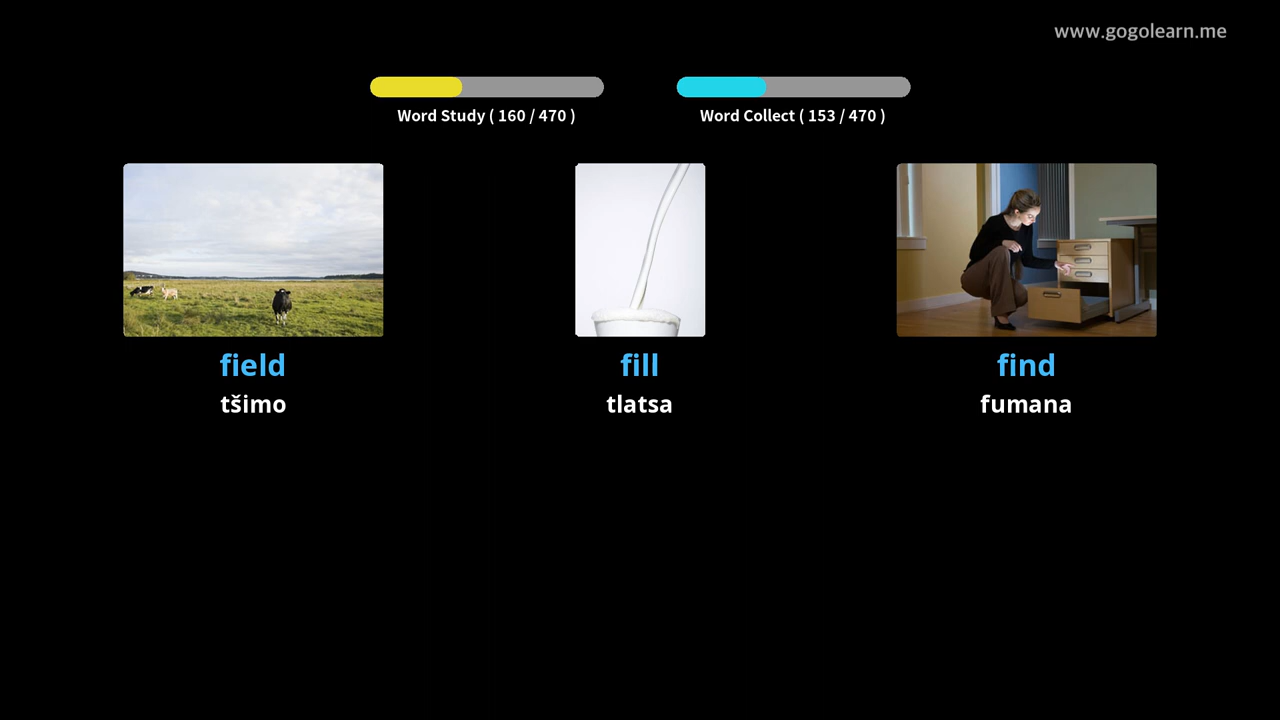 www.gogolearn.me
Word Study ( 160 / 470 )
Word Collect ( 153 / 470 )
field
fill
find
tšimo
tlatsa
fumana